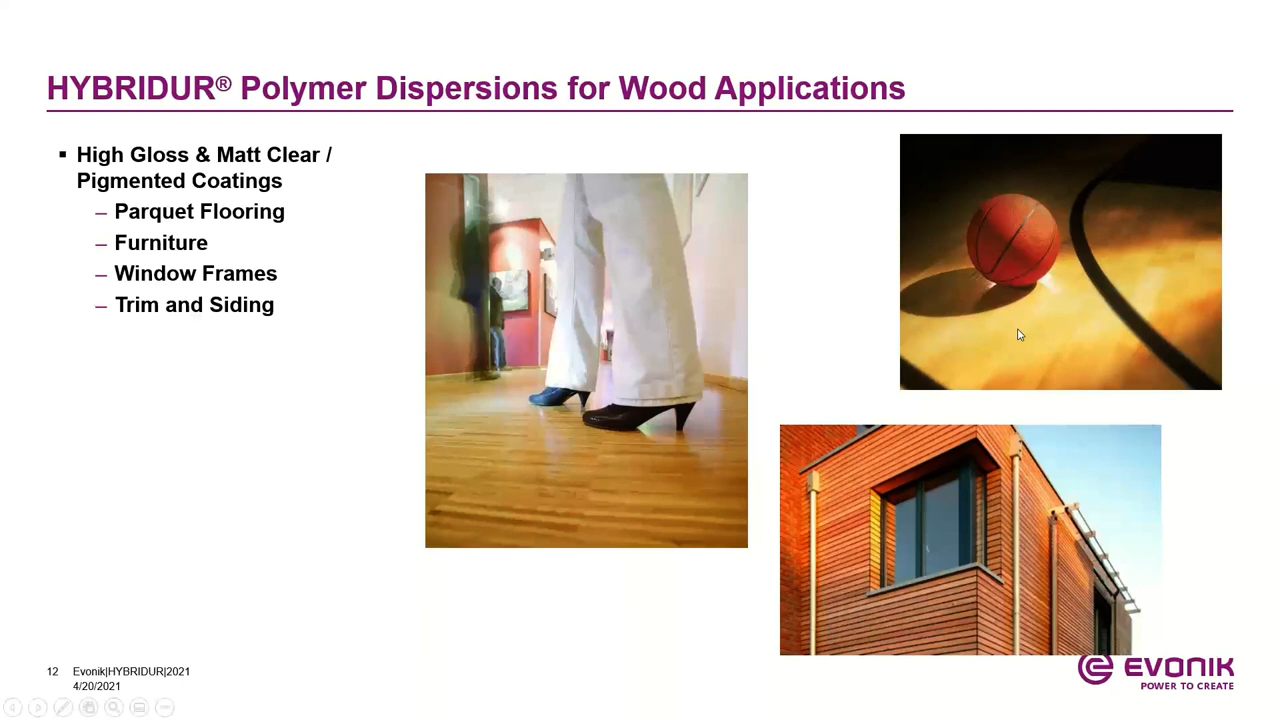 HYBRIDUR® Polymer Dispersions for Wood Applications
▪ High Gloss & Matt Clear /
Pigmented Coatings
– Parquet Flooring
– Furniture
– Window Frames
– Trim and Siding
12 Evonik|HYBRIDUR|2021
4/20/2021
EVONIK
POWER TO CREATE